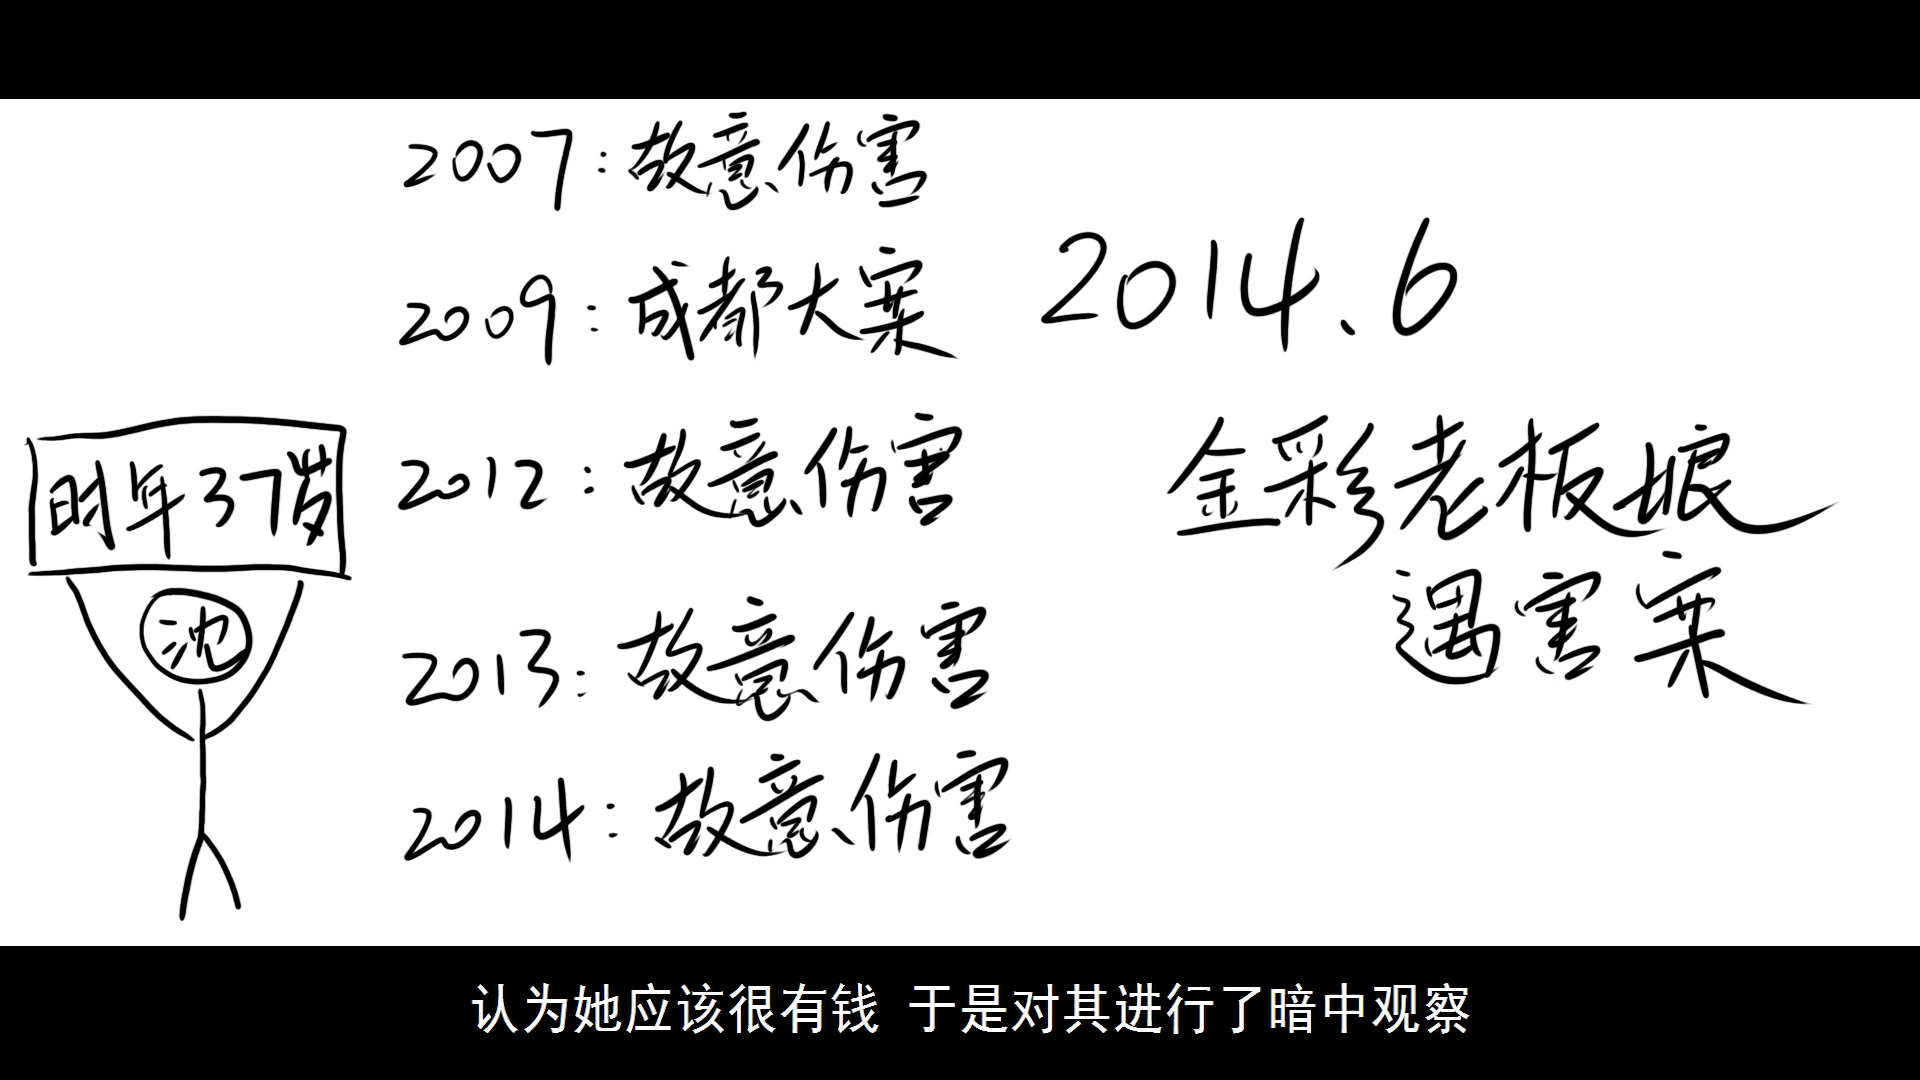 2007:故意伤害
2009:成都大案
2012:故意伤害
2013:故意伤害
2014:故意伤害
2014.6
金彩老板娘
遇害案
时年37岁
沈
认为她应该很有钱 于是对其进行了暗中观察